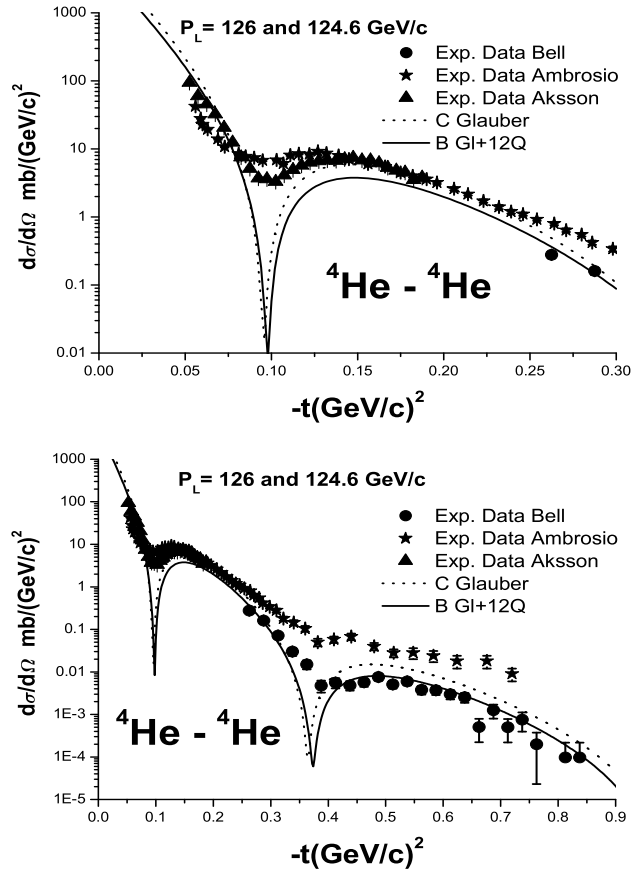 P_L = 126 and 124.6 GeV/c
Exp. Data Bell
Exp. Data Ambrosio
Exp. Data Aksson
C Glauber
B Gl+12Q
dσ/dΩ mb/(GeV/c)^2
1000
100
10
1
0.1
0.01
^4He - ^4He
0.00 0.05 0.10 0.15 0.20 0.25 0.30
-t(GeV/c)^2
P_L= 126 and 124.6 GeV/c
Exp. Data Bell
Exp. Data Ambrosio
Exp. Data Aksson
C Glauber
B Gl+12Q
dσ/dΩ mb/(GeV/c)^2
1000
100
10
1
0.1
0.01
1E-3
1E-4
1E-5
^4He - ^4He
0.0 0.1 0.2 0.3 0.4 0.5 0.6 0.7 0.8 0.9
-t(GeV/c)^2